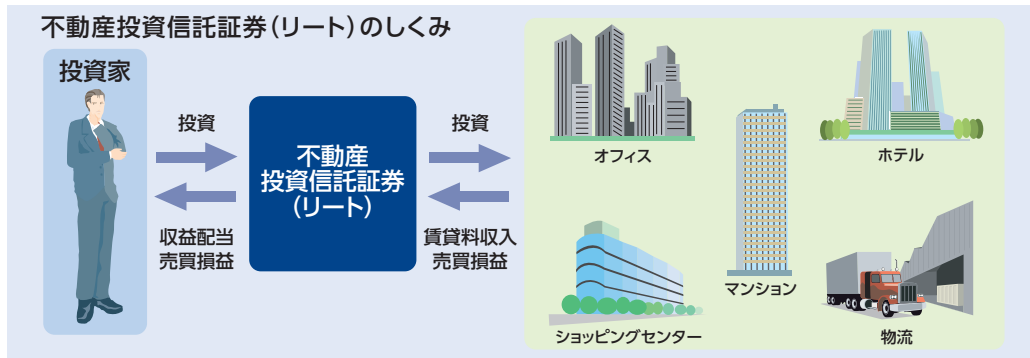 不動産投資信託証券(リート)のしくみ
投資家
投資
収益配当
売買損益
不動産
投資信託証券
(リート)
投資
賃貸料収入
売買損益
オフィス
ホテル
マンション
ショッピングセンター
物流